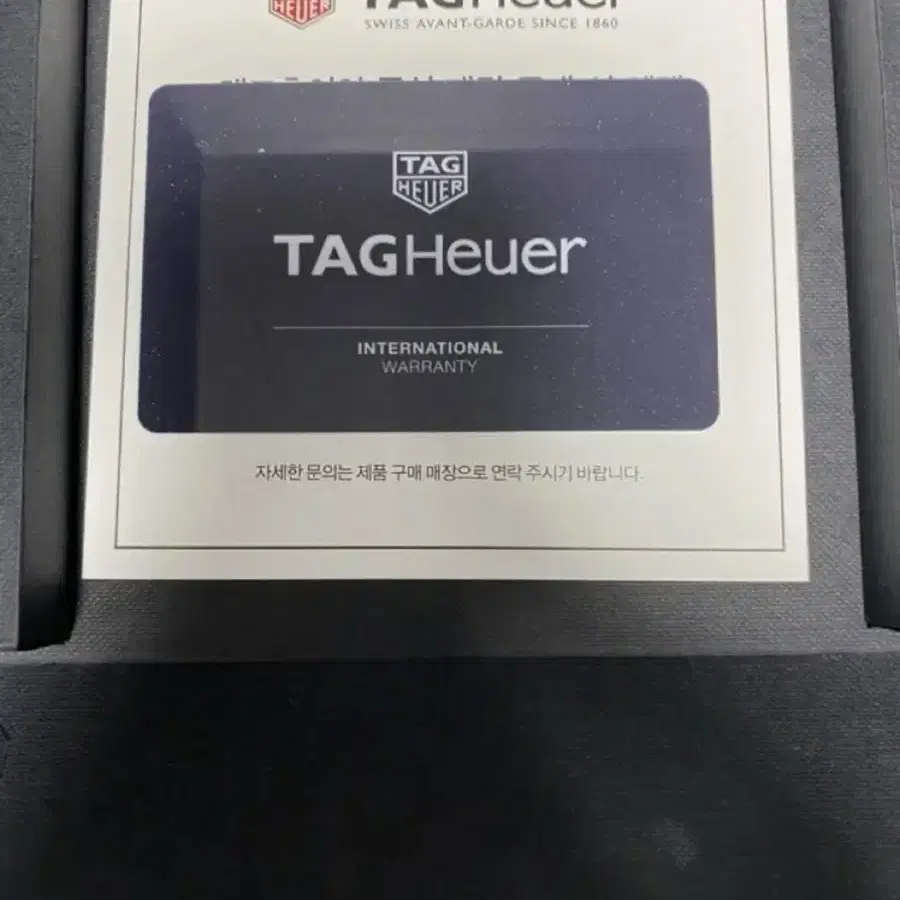 HEUER
TAGHeuer
SWISS AVANT-GARDE SINCE 1860
TAG
HEUER
TAGHeuer
INTERNATIONAL
WARRANTY
자세한 문의는 제품 구매 매장으로 연락 주시기 바랍니다.